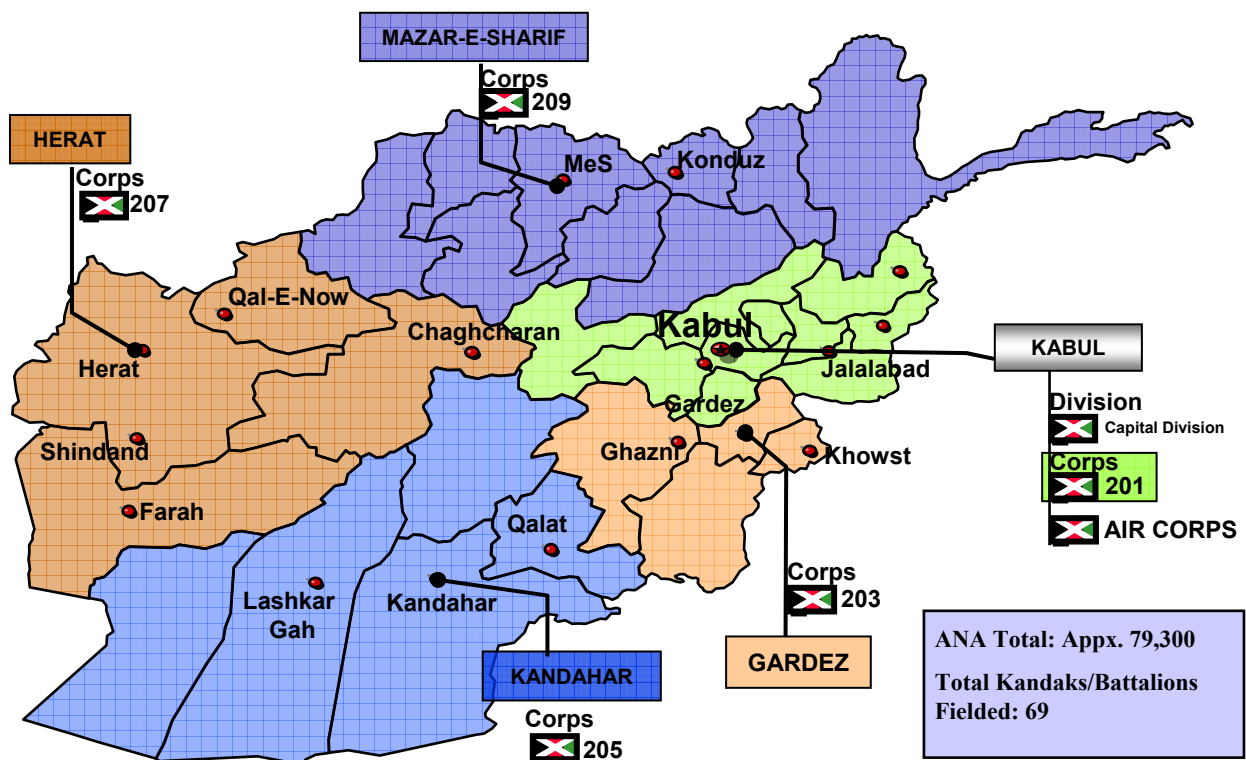 MAZAR-E-SHARIF
Corps
209
HERAT
Corps
207
MeS
Konduz
Qal-E-Now
Chaghcharan
Kabul
Herat
Jalalabad
KABUL
Division
Capital Division
Corps
201
AIR CORPS
Gardez
Shindand
Ghazni
Khowst
Farah
Qalat
Lashkar
Gah
Kandahar
Corps
203
GARDEZ
KANDAHAR
Corps
205
ANA Total: Appx. 79,300
Total Kandaks/Battalions
Fielded: 69